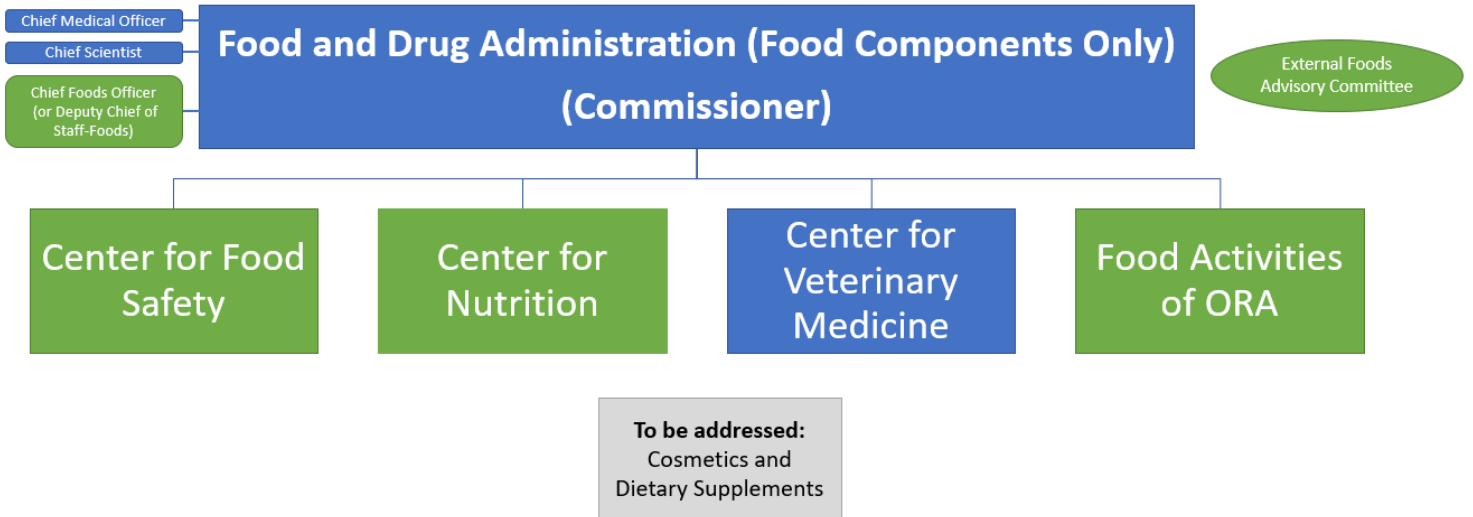 Chief Medical Officer
Chief Scientist
Chief Foods Officer
(or Deputy Chief of
Staff-Foods)
Food and Drug Administration (Food Components Only)
(Commissioner)
External Foods
Advisory Committee
Center for Food
Safety
Center for
Nutrition
Center for
Veterinary
Medicine
Food Activities
of ORA
To be addressed:
Cosmetics and
Dietary Supplements